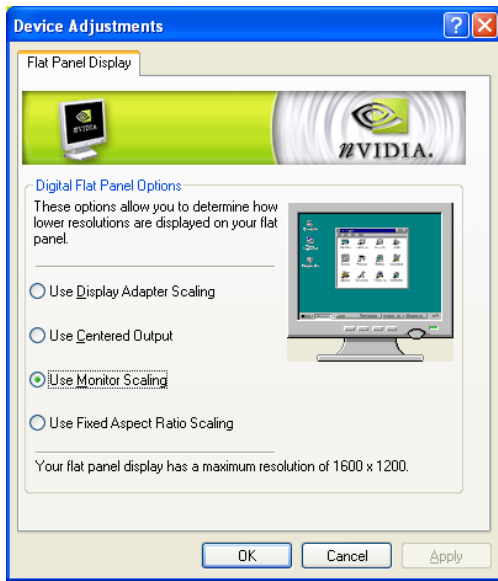 Device Adjustments
Flat Panel Display
NVIDIA
nVIDIA.
Digital Flat Panel Options
These options allow you to determine how
lower resolutions are displayed on your flat
panel.
Use Display Adapter Scaling
Use Centered Output
Use Monitor Scaling
Use Fixed Aspect Ratio Scaling
Your flat panel display has a maximum resolution of 1600 x 1200.
OK
Cancel
Apply